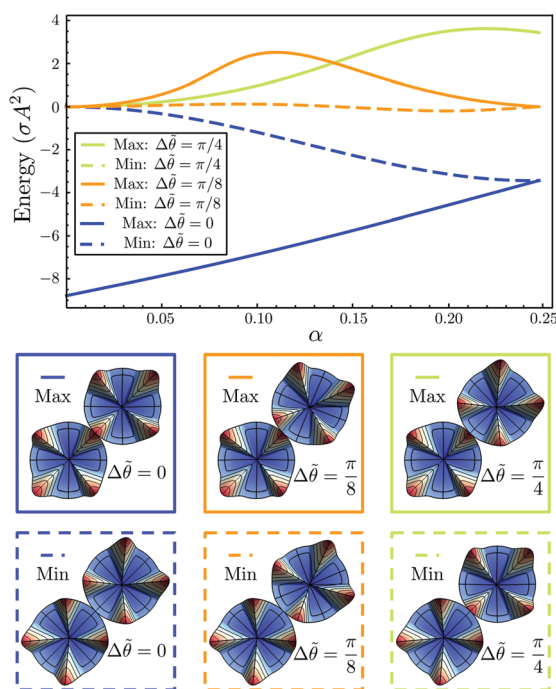 4
2
0
−2
−4
−6
−8
Energy (σA²)
Max: Δθ̃ = π/4
Min: Δθ̃ = π/4
Max: Δθ̃ = π/8
Min: Δθ̃ = π/8
Max: Δθ̃ = 0
Min: Δθ̃ = 0
0.05 0.10 0.15 0.20 0.25
α
Max Max Max
Δθ̃ = 0 Δθ̃ = π/8 Δθ̃ = π/4
Min Min Min
Δθ̃ = 0 Δθ̃ = π/8 Δθ̃ = π/4